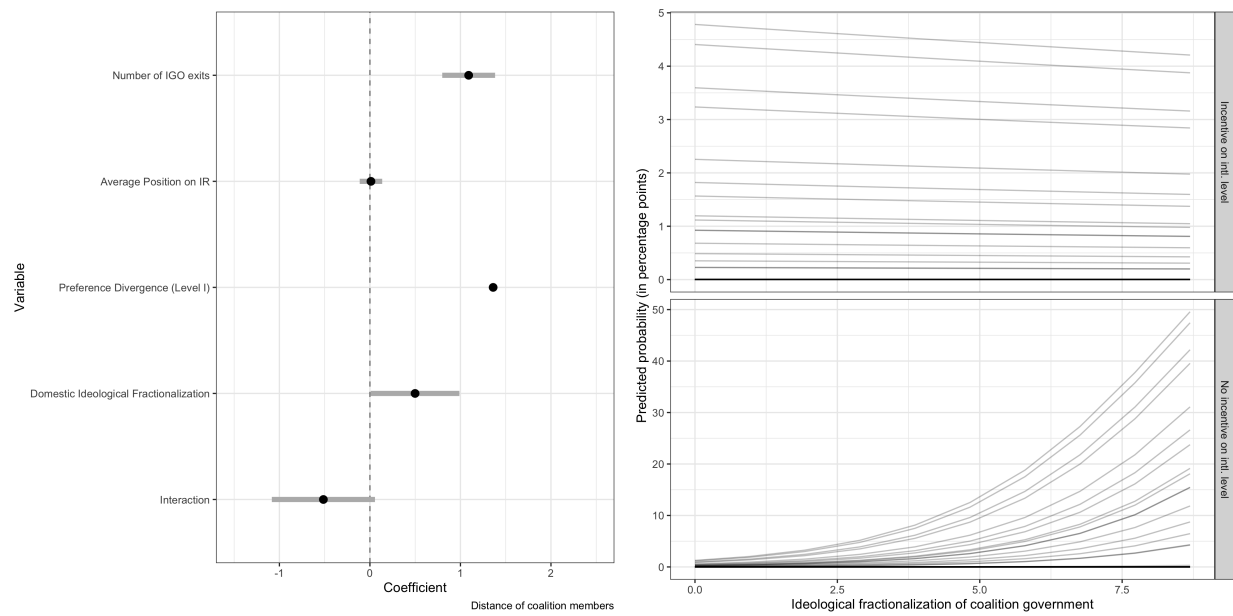 Variable
Number of IGO exits
Average Position on IR
Preference Divergence (Level I)
Domestic Ideological Fractionalization
Interaction
-1
0
1
2
Coefficient
Distance of coalition members
Predicted probability (in percentage points)
5
4
3
2
1
0
Incentive on intl. level
50
40
30
20
10
0
No incentive on intl. level
0.0
2.5
5.0
7.5
Ideological fractionalization of coalition government